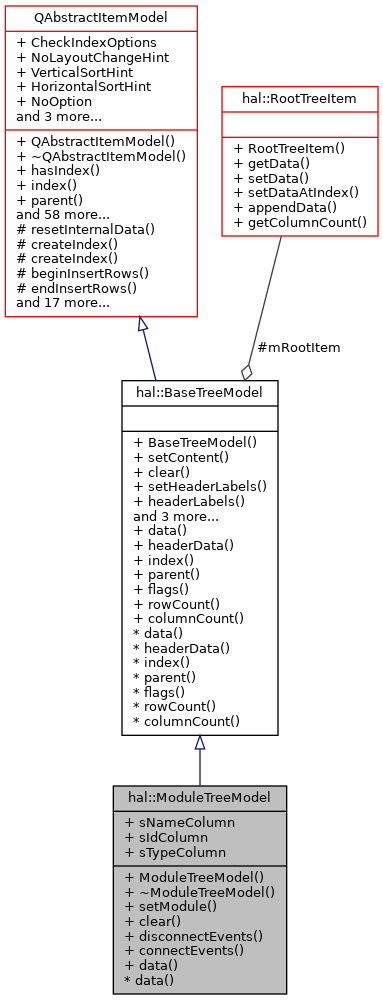 QAbstractItemModel
+ CheckIndexOptions
+ NoLayoutChangeHint
+ VerticalSortHint
+ HorizontalSortHint
+ NoOption
and 3 more...
+ QAbstractItemModel()
+ ~QAbstractItemModel()
+ hasIndex()
+ index()
+ parent()
and 58 more...
# resetInternalData()
# createIndex()
# createIndex()
# beginInsertRows()
# endInsertRows()
and 17 more...
hal::RootTreeItem
+ RootTreeItem()
+ getData()
+ setData()
+ setDataAtIndex()
+ appendData()
+ getColumnCount()
#mRootItem
hal::BaseTreeModel
+ BaseTreeModel()
+ setContent()
+ clear()
+ setHeaderLabels()
+ headerLabels()
and 3 more...
+ data()
+ headerData()
+ index()
+ parent()
+ flags()
+ rowCount()
+ columnCount()
* data()
* headerData()
* index()
* parent()
* flags()
* rowCount()
* columnCount()
hal::ModuleTreeModel
+ sNameColumn
+ sIdColumn
+ sTypeColumn
+ ModuleTreeModel()
+ ~ModuleTreeModel()
+ setModule()
+ clear()
+ disconnectEvents()
+ connectEvents()
+ data()
* data()